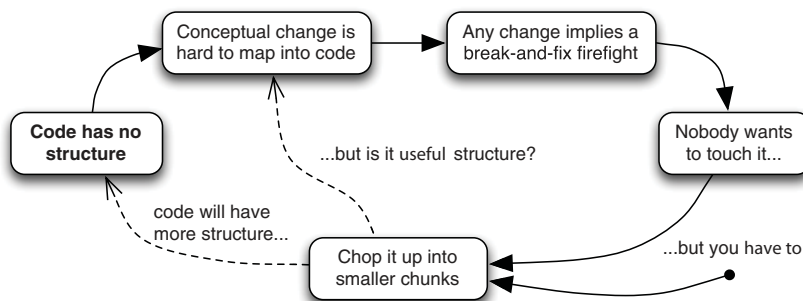 Conceptual change is
hard to map into code
Any change implies a
break-and-fix firefight
Code has no
structure
...but is it useful structure?
Nobody wants
to touch it...
code will have
more structure...
Chop it up into
smaller chunks
...but you have to